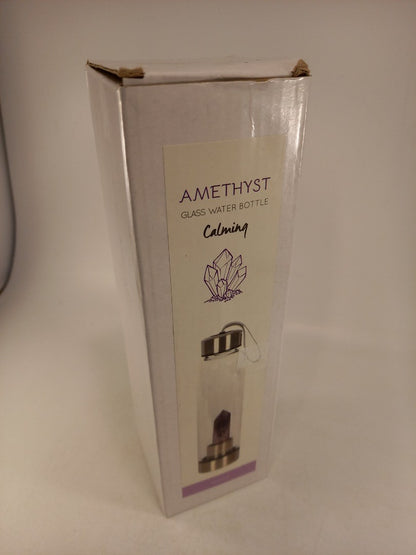 AMETHYST
GLASS WATER BOTTLE
Calming